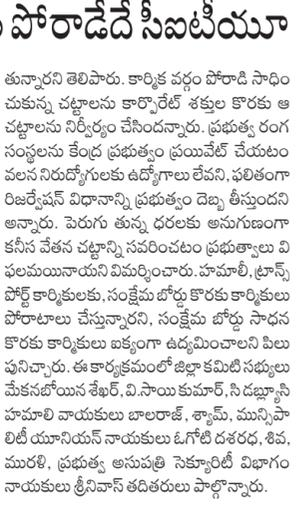 పోరాడేదే సీఐటీయూ
తున్నారని తెలిపారు. కార్మిక వర్గం పోరాడి సాధిం
చుకున్న చట్టాలను కార్పొరేట్ శక్తుల కొరకు ఆ
చట్టాలను నిర్వీర్యం చేసిందన్నారు. ప్రభుత్వ రంగ
సంస్థలను కేంద్ర ప్రభుత్వం ప్రయివేట్ చేయటం
వలన నిరుద్యోగులకు ఉద్యోగాలు లేవని, ఫలితంగా
రిజర్వేషన్ విధానాన్ని ప్రభుత్వం దెబ్బ తీస్తుందని
అన్నారు. పెరుగు తున్న ధరలకు అనుగుణంగా
కనీస వేతన చట్టాన్ని సవరించటం ప్రభుత్వాలు వి
ఫలమయినాయని విమర్శించారు. హమాలీ, ట్రాన్స్
పోర్ట్ కార్మికులకు, సంక్షేమ బోర్డు కొరకు కార్మికులు
పోరాటాలు చేస్తున్నారని, సంక్షేమ బోర్డు సాధన
కొరకు కార్మికులు ఐక్యంగా ఉద్యమించాలని పిలు
పునిచ్చారు. ఈ కార్యక్రమంలో జిల్లా కమిటి సభ్యులు
మేకనబోయిన శేఖర్, వి.సాయి కుమార్, సి డబ్ల్యుసి
హమాలి వాయకులు బాలరాజ్, శ్యామ్, మున్సిపా
లిటీ యూనియన్ నాయకులు ఓగోటి దశరధ, శివ,
మురళి, ప్రభుత్వ అసుపత్రి సెక్యూరిటీ విభాగం
నాయకులు శ్రీనివాస్ తదితరులు పాల్గొన్నారు.